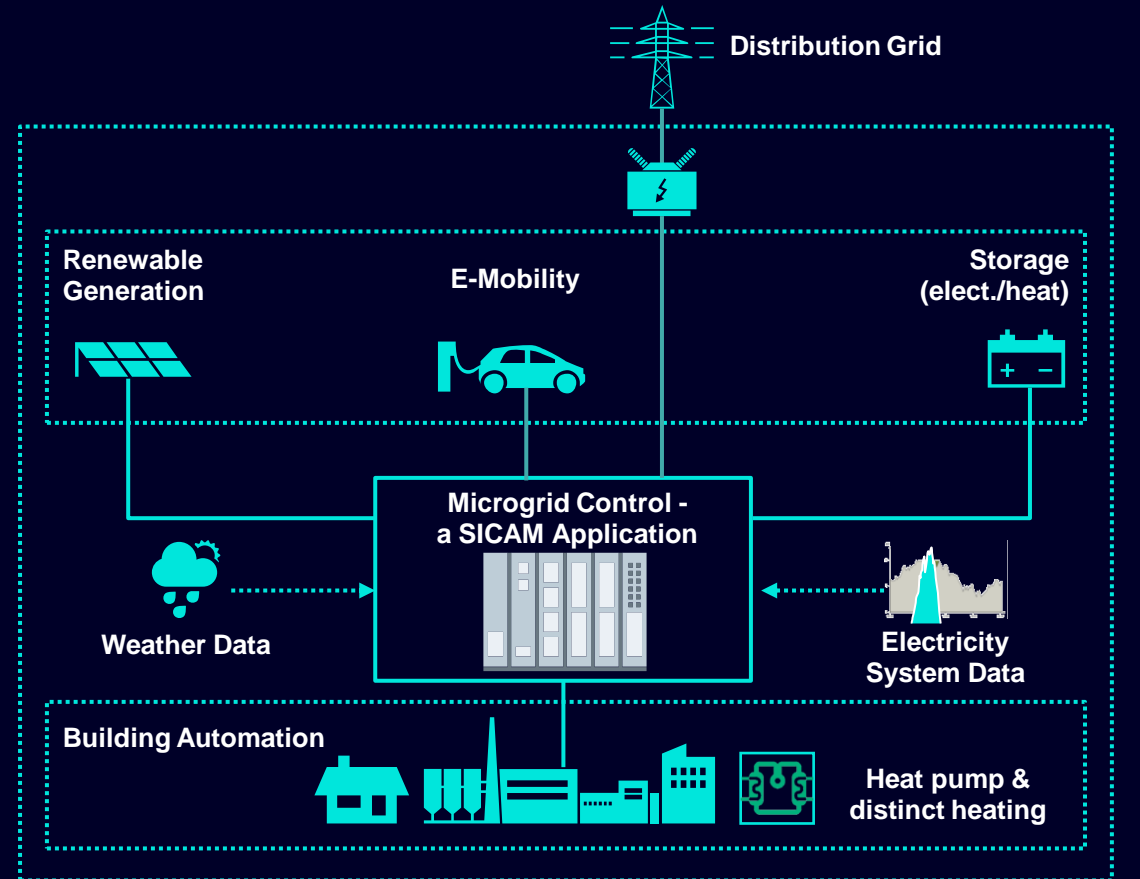 Distribution Grid
Renewable
Generation
E-Mobility
Storage
(elect./heat)
Microgrid Control -
a SICAM Application
Weather Data
Electricity
System Data
Building Automation
Heat pump &
distinct heating